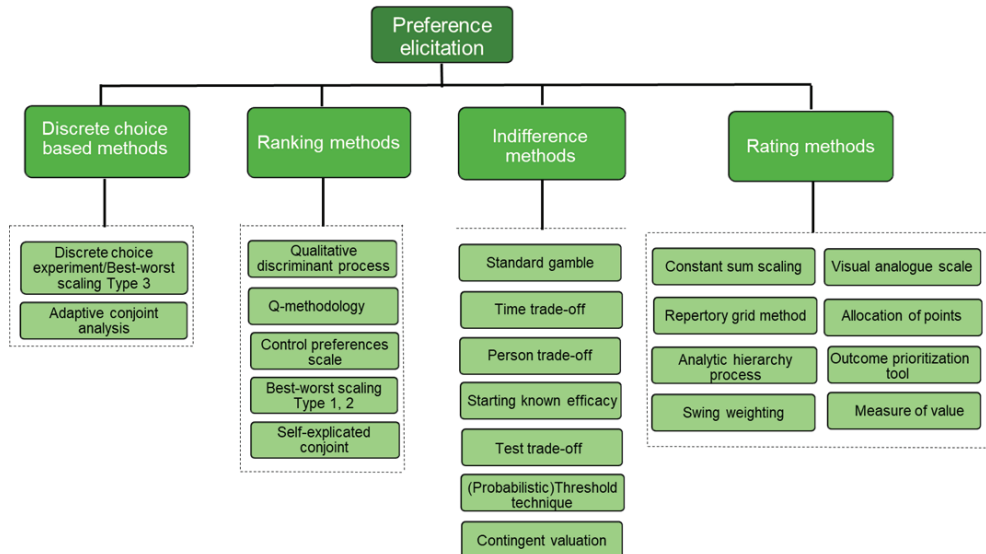 Preference
elicitation
Discrete choice
based methods
Ranking methods
Indifference
methods
Rating methods
Discrete choice
experiment/Best-worst
scaling Type 3
Adaptive conjoint
analysis
Qualitative
discriminant process
Q-methodology
Control preferences
scale
Best-worst scaling
Type 1, 2
Self-explicated
conjoint
Standard gamble
Time trade-off
Person trade-off
Starting known efficacy
Test trade-off
(Probabilistic)Threshold
technique
Contingent valuation
Constant sum scaling
Repertory grid method
Analytic hierarchy
process
Swing weighting
Visual analogue scale
Allocation of points
Outcome prioritization
tool
Measure of value